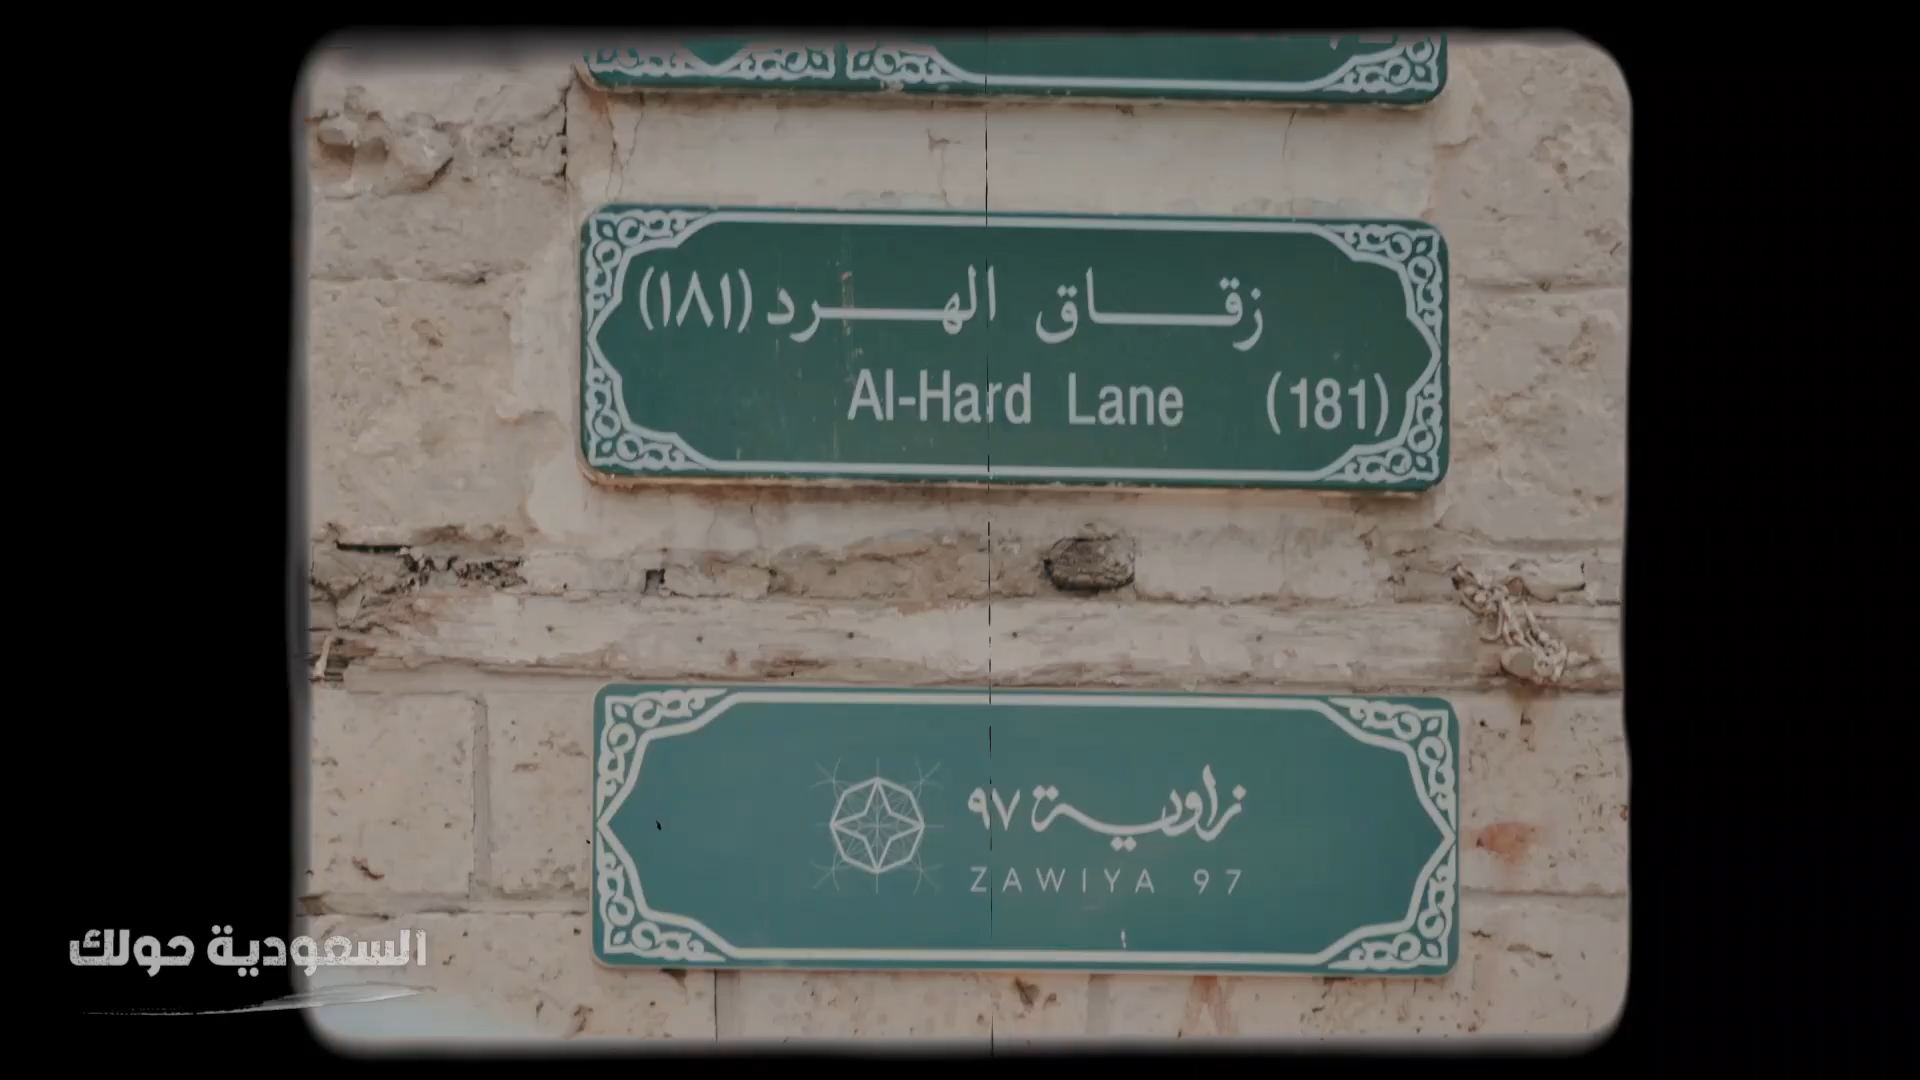 زقاق الهرد (١٨١)
Al-Hard Lane (181)
زاوية ٩٧
ZAWIYA 97
السعودية حولك